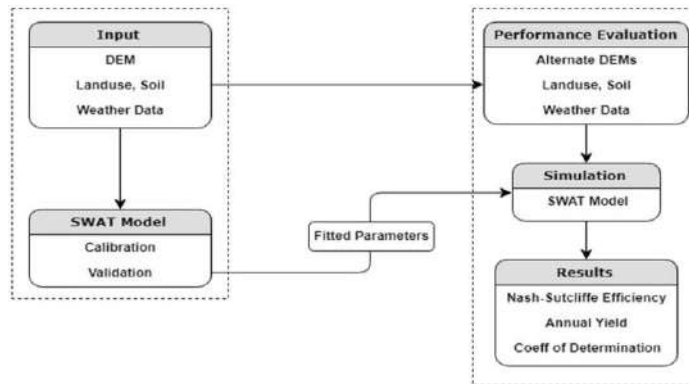 Input
DEM
Landuse, Soil
Weather Data
SWAT Model
Calibration
Validation
Fitted Parameters
Performance Evaluation
Alternate DEMs
Landuse, Soil
Weather Data
Simulation
SWAT Model
Results
Nash-Sutcliffe Efficiency
Annual Yield
Coeff of Determination